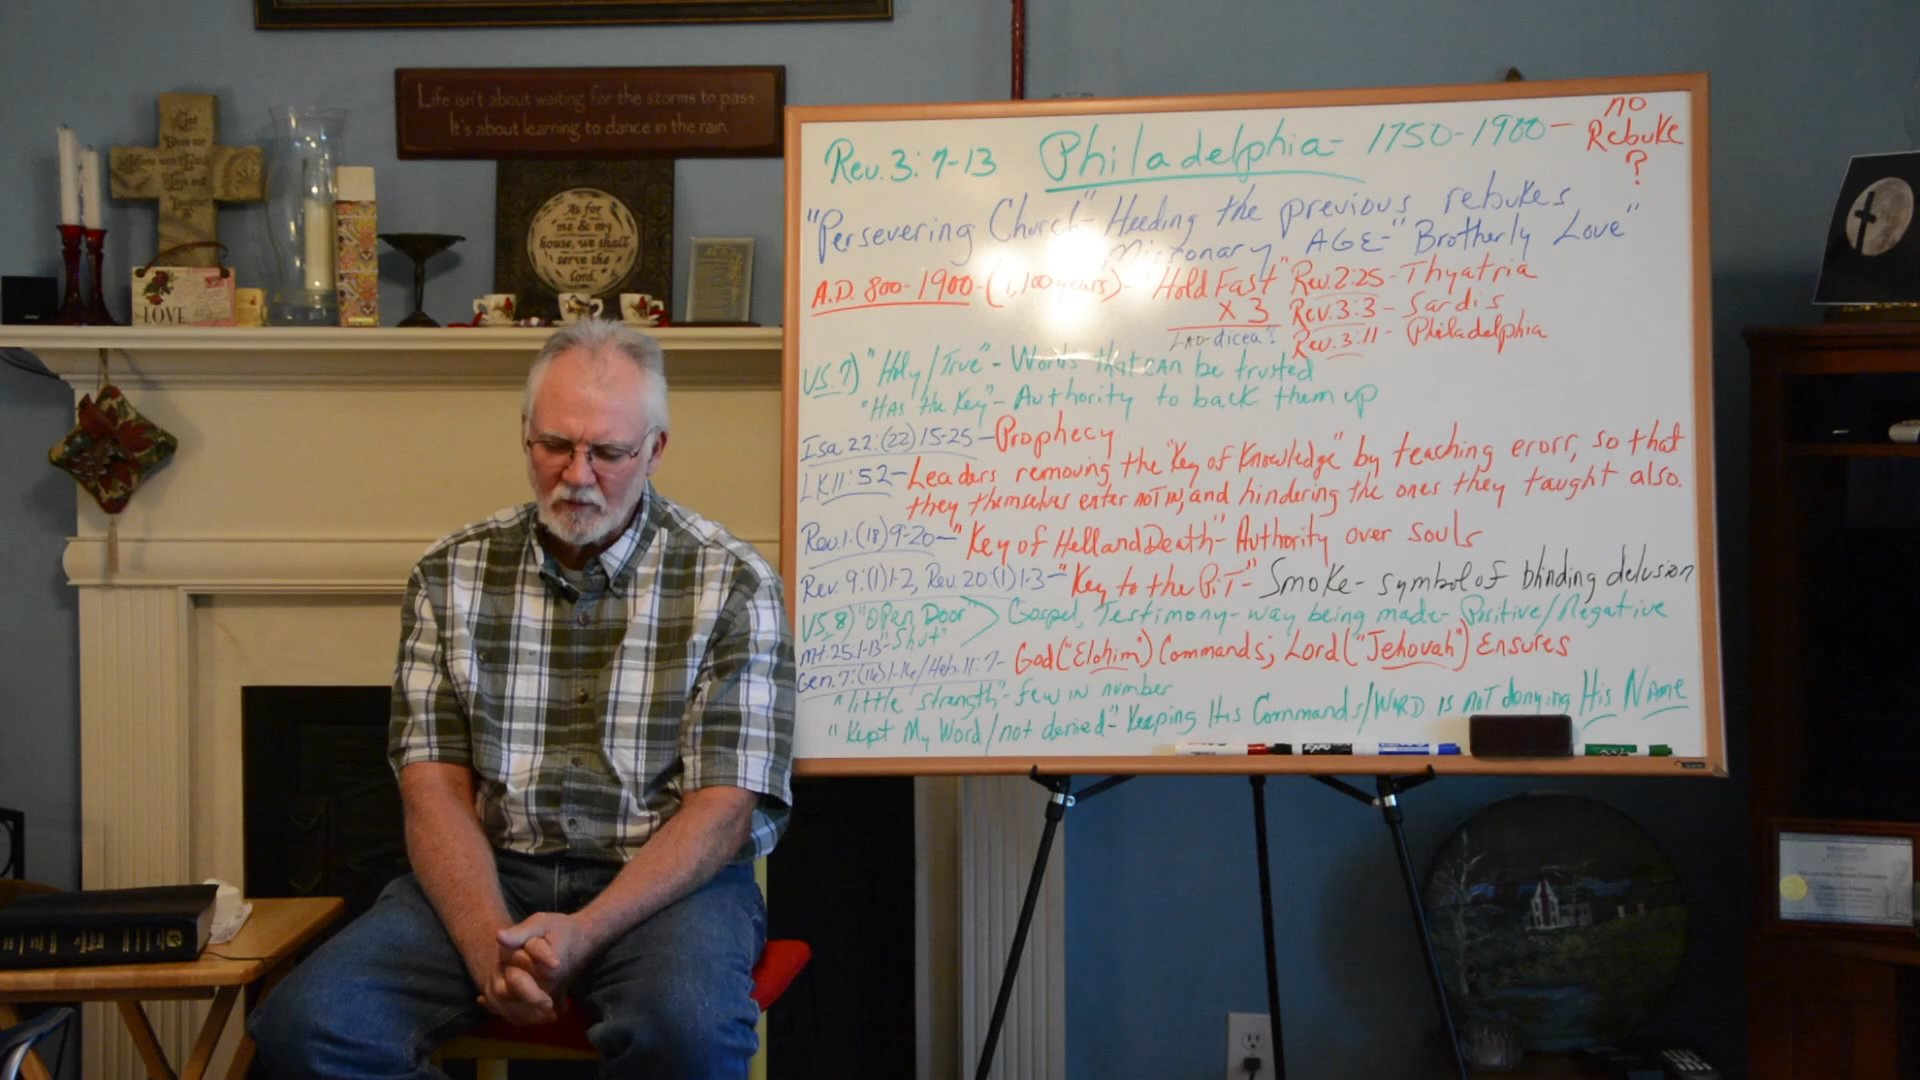 Life isn't about waiting for the storms to pass.
It's about learning to dance in the rain.
God
LOVE
As for
me & my
house, we shall
serve the
Lord.
Rev. 3:7-13 Philadelphia- 1750-1900- no
Rebuke
?
"Persevering Church"- Heeding the previous rebukes
Missionary AGE- "Brotherly Love"
A.D. 800-1900-(1,100 years)- "Hold Fast" Rev. 2:25- Thyatria
X 3 Rev. 3:3- Sardis
Lao-dicea? Rev. 3:11- Philadelphia
VS. 7) "Holy/True"- Words that can be trusted
"Has the Key"- Authority to back them up
Isa. 22:(22) 15-25-Prophecy
LK 11:52- Leaders removing the "Key of Knowledge" by teaching erorr, so that
they themselves enter not in, and hindering the ones they taught also.
Rev. 1:(18) 9-20- "Key of Hell and Death"- Authority over souls
Rev. 9:(1)1-2, Rev. 20:(1)1-3- "Key to the Pit"- Smoke- symbol of blinding delusion
VS. 8) "Open Door" > Gospel, Testimony- way being made- Positive/Negative
Mt. 25:1-13- "Shut"
Gen. 7:(16)1-16/Heb. 11:7- God ("Elohim") Commands; Lord ("Jehovah") Ensures
"little strength"- few in number
"Kept My Word/not denied"- Keeping His Commands/WORD is not denying His Name
EXPO